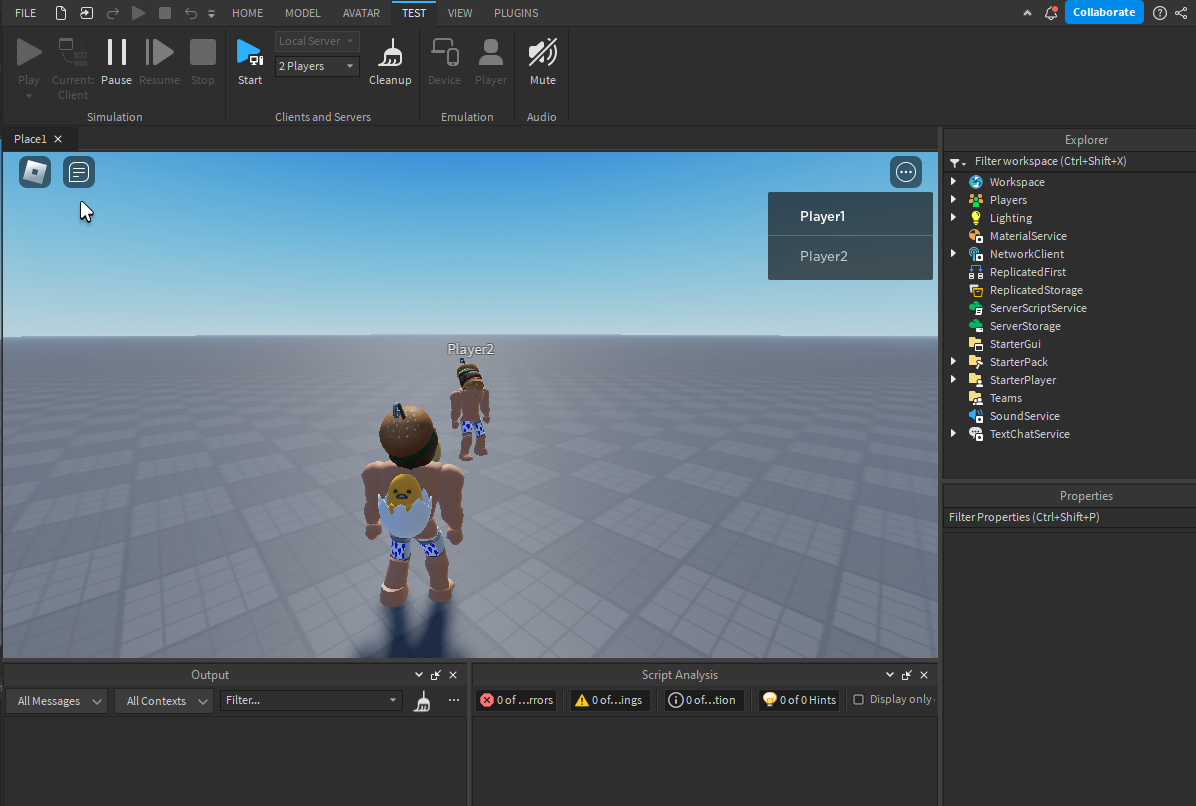 FILE HOME MODEL AVATAR TEST VIEW PLUGINS Collaborate
Local Server
2 Players
Play Current: Client Pause Resume Stop Start Cleanup Device Player Mute
Simulation Clients and Servers Emulation Audio
Place1
Player1
Player2
Player2
Explorer
Filter workspace (Ctrl+Shift+X)
Workspace
Players
Lighting
MaterialService
NetworkClient
ReplicatedFirst
ReplicatedStorage
ServerScriptService
ServerStorage
StarterGui
StarterPack
StarterPlayer
Teams
SoundService
TextChatService
Properties
Filter Properties (Ctrl+Shift+P)
Output
All Messages All Contexts Filter...
Script Analysis
0 of ...rrors 0 of...ings 0 of...tion 0 of 0 Hints Display only